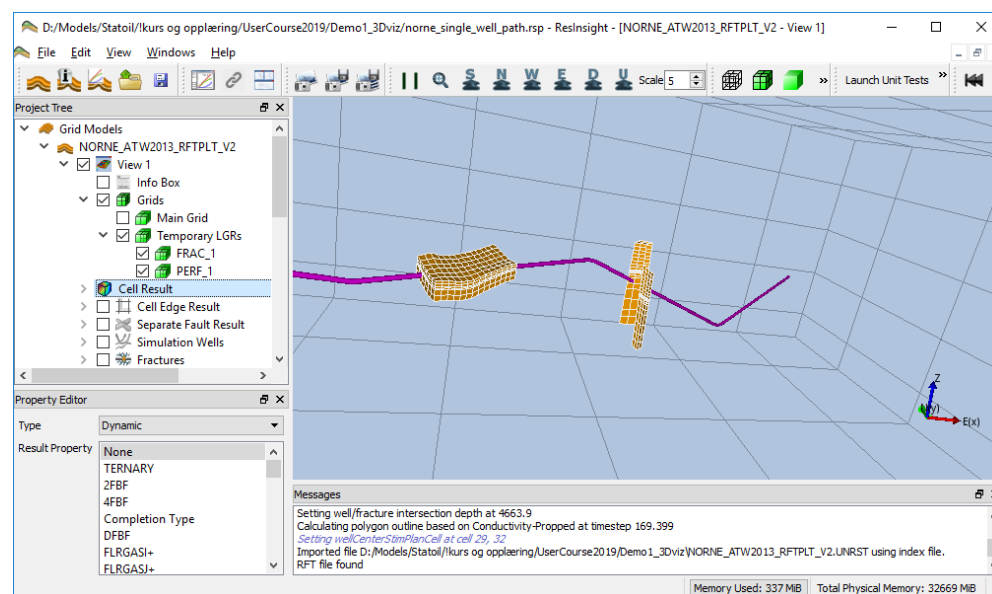 D:/Models/Statoil/!kurs og opplæring/UserCourse2019/Demo1_3Dviz/norne_single_well_path.rsp - ResInsight - [NORNE_ATW2013_RFTPLT_V2 - View 1]
File Edit View Windows Help
S N W E D U Scale 5 » Launch Unit Tests »
Project Tree
Grid Models
NORNE_ATW2013_RFTPLT_V2
View 1
Info Box
Grids
Main Grid
Temporary LGRs
FRAC_1
PERF_1
Cell Result
Cell Edge Result
Separate Fault Result
Simulation Wells
Fractures
Z
E(x)
Property Editor
Type Dynamic
Result Property None
TERNARY
2FBF
4FBF
Completion Type
DFBF
FLRGASI+
FLRGASJ+
Messages
Setting well/fracture intersection depth at 4663.9
Calculating polygon outline based on Conductivity-Propped at timestep 169.399
Setting wellCenterStimPlanCell at cell 29, 32
Imported file D:/Models/Statoil/!kurs og opplæring/UserCourse2019/Demo1_3Dviz\NORNE_ATW2013_RFTPLT_V2.UNRST using index file.
RFT file found
Memory Used: 337 MiB Total Physical Memory: 32669 MiB